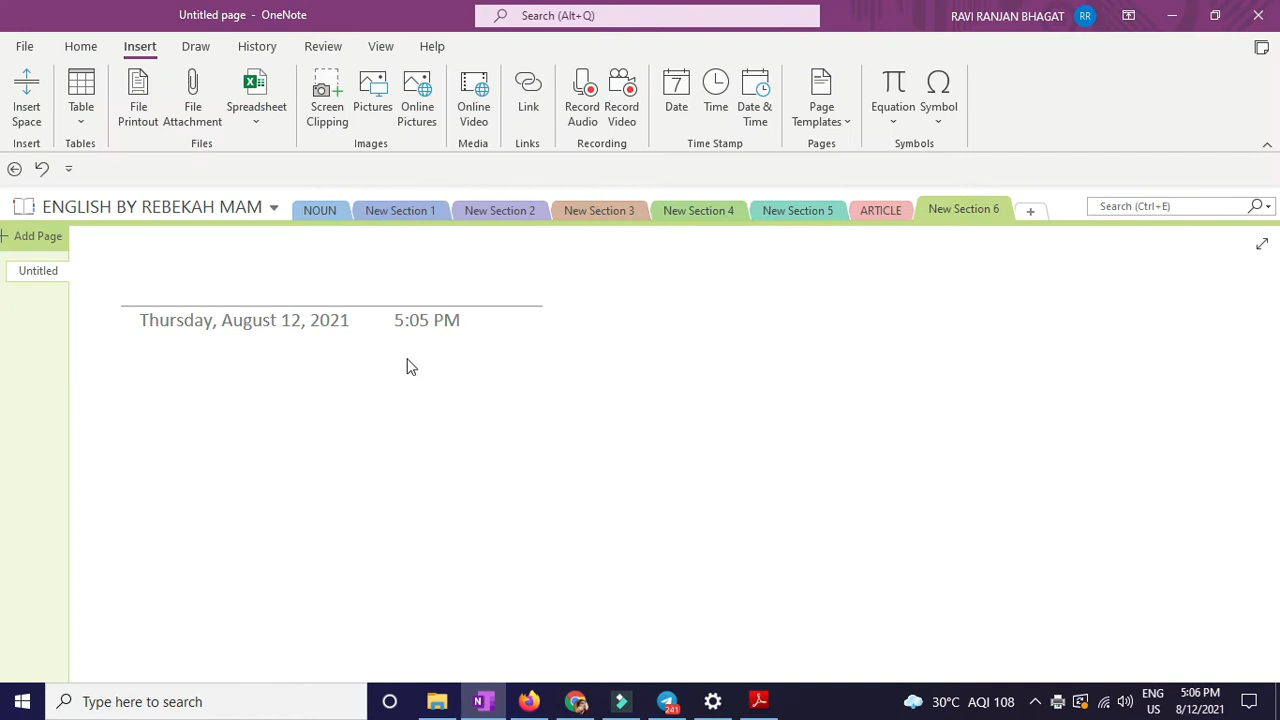 Untitled page - OneNote
Search (Alt+Q)
RAVI RANJAN BHAGAT
RR
File
Home
Insert
Draw
History
Review
View
Help
Insert Space
Table
File Printout
File Attachment
Spreadsheet
Screen Clipping
Pictures
Online Pictures
Online Video
Link
Record Audio
Record Video
Date
Time
Date & Time
Page Templates
Equation
Symbol
Insert
Tables
Files
Images
Media
Links
Recording
Time Stamp
Pages
Symbols
ENGLISH BY REBEKAH MAM
NOUN
New Section 1
New Section 2
New Section 3
New Section 4
New Section 5
ARTICLE
New Section 6
Search (Ctrl+E)
Add Page
Untitled
Thursday, August 12, 2021
5:05 PM
Type here to search
241
30°C AQI 108
ENG
US
5:06 PM
8/12/2021